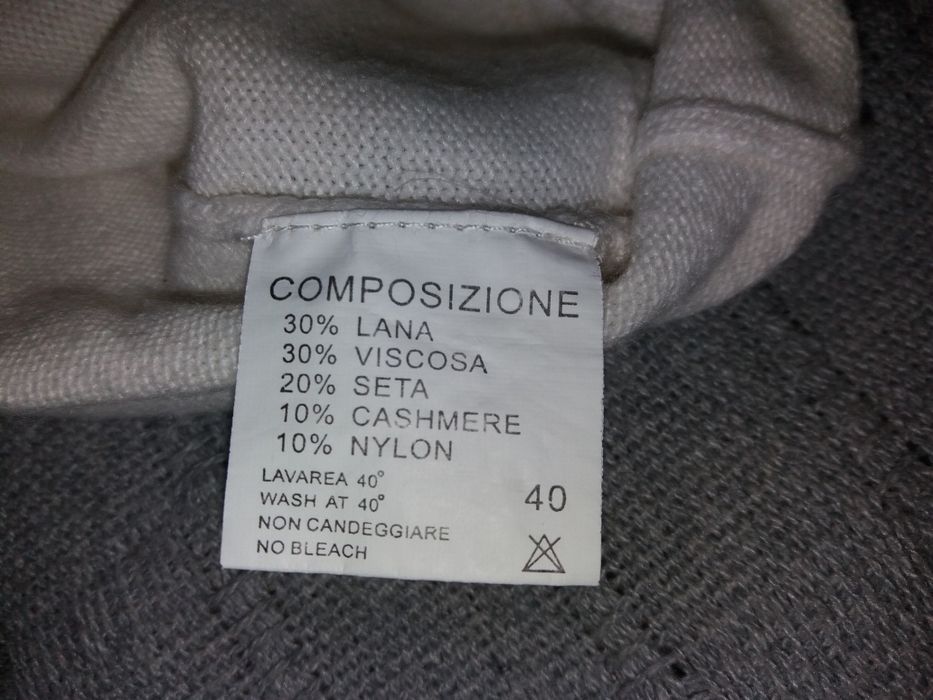 COMPOSIZIONE
30% LANA
30% VISCOSA
20% SETA
10% CASHMERE
10% NYLON
LAVAREA 40°
WASH AT 40°
NON CANDEGGIARE
NO BLEACH
40